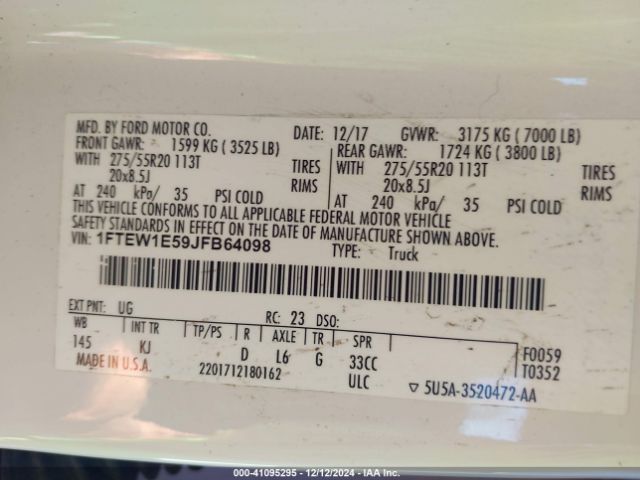 MFD. BY FORD MOTOR CO. DATE: 12/17 GVWR: 3175 KG ( 7000 LB)
FRONT GAWR: 1599 KG ( 3525 LB) REAR GAWR: 1724 KG ( 3800 LB)
WITH 275/55R20 113T TIRES WITH 275/55R20 113T TIRES
20x8.5J RIMS 20x8.5J RIMS
AT 240 kPa/ 35 PSI COLD AT 240 kPa/ 35 PSI COLD
THIS VEHICLE CONFORMS TO ALL APPLICABLE FEDERAL MOTOR VEHICLE
SAFETY STANDARDS IN EFFECT ON THE DATE OF MANUFACTURE SHOWN ABOVE.
VIN: 1FTEW1E59JFB64098 TYPE: Truck
EXT PNT: UG RC: 23 DSO:
WB INT TR TP/PS R AXLE TR SPR F0059
145 KJ D L6 G 33CC T0352
MADE IN U.S.A. 2201712180162 ULC ▽ 5U5A-3520472-AA
000-41095295 - 12/12/2024 - IAA Inc.